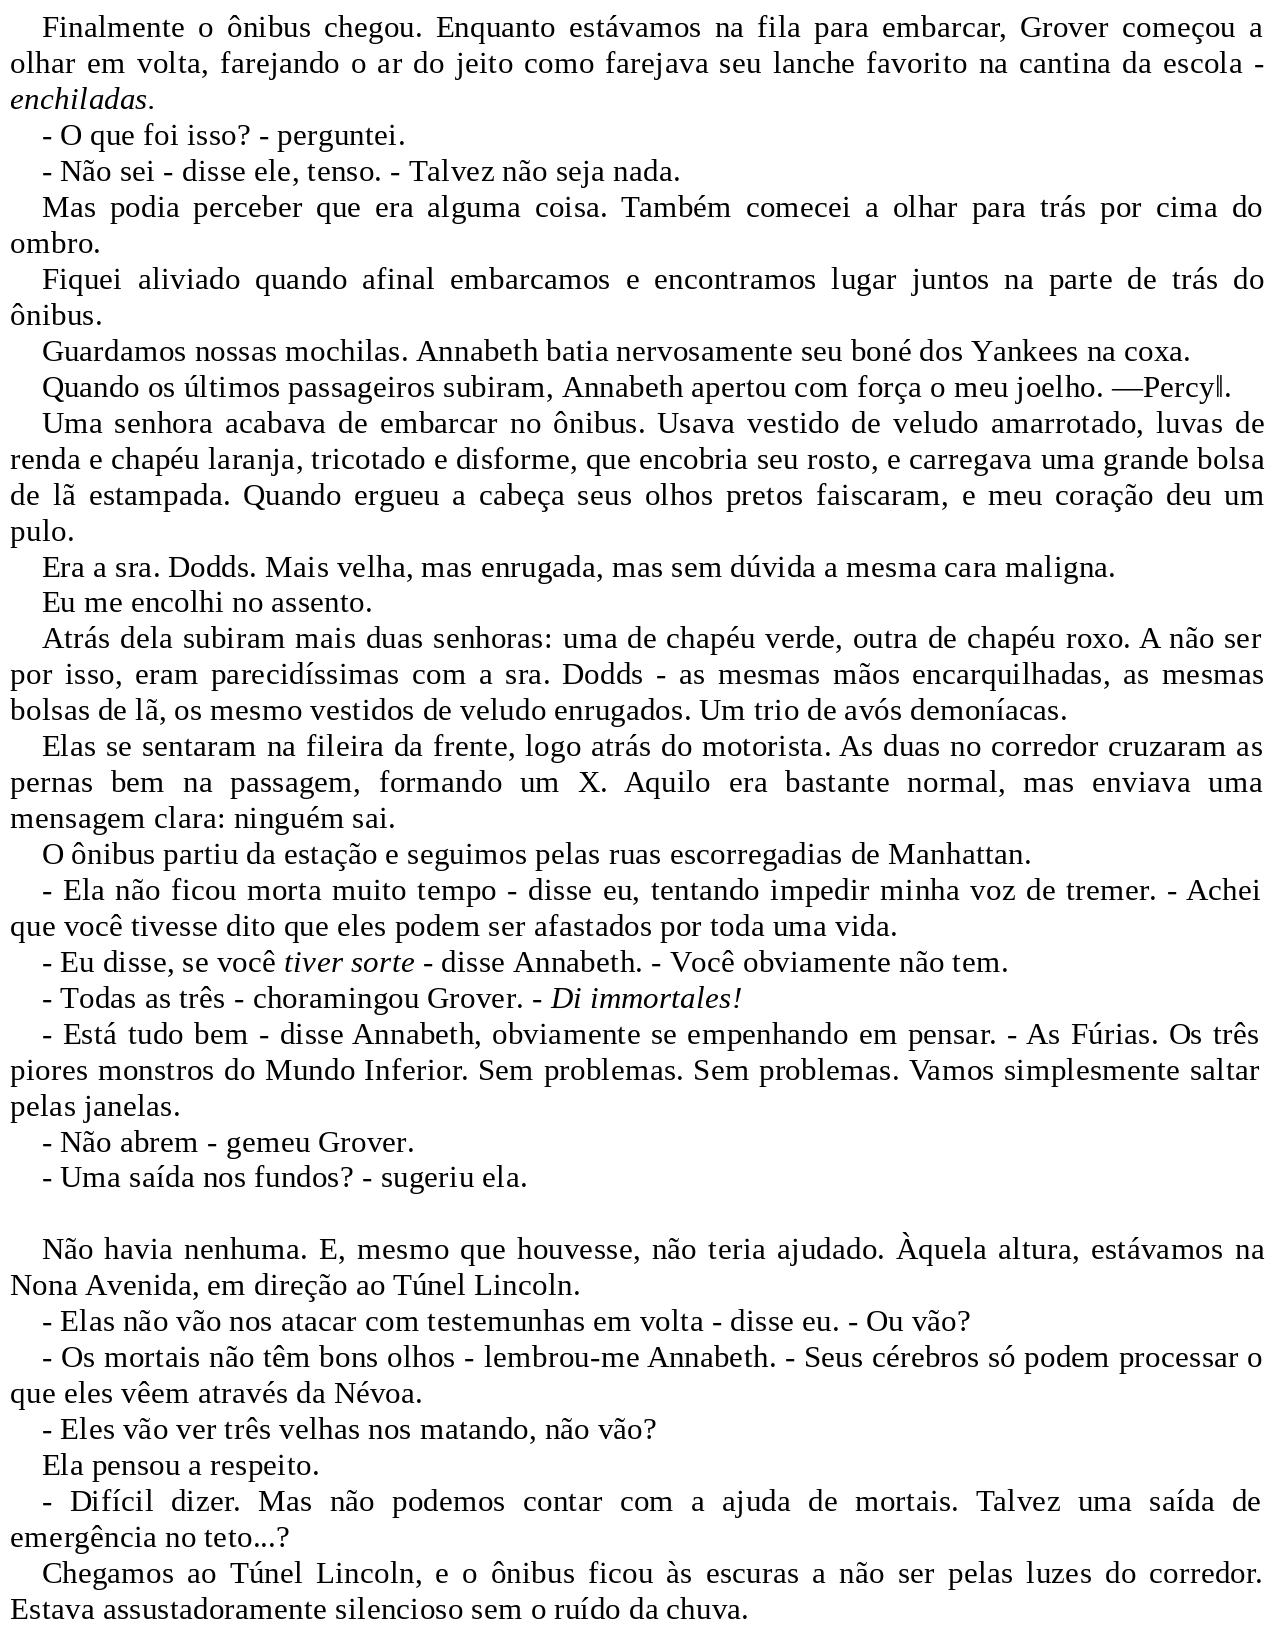 Finalmente o ônibus chegou. Enquanto estávamos na fila para embarcar, Grover começou a
olhar em volta, farejando o ar do jeito como farejava seu lanche favorito na cantina da escola -
enchiladas.
- O que foi isso? - perguntei.
- Não sei - disse ele, tenso. - Talvez não seja nada.
Mas podia perceber que era alguma coisa. Também comecei a olhar para trás por cima do
ombro.
Fiquei aliviado quando afinal embarcamos e encontramos lugar juntos na parte de trás do
ônibus.
Guardamos nossas mochilas. Annabeth batia nervosamente seu boné dos Yankees na coxa.
Quando os últimos passageiros subiram, Annabeth apertou com força o meu joelho. ―Percy‖.
Uma senhora acabava de embarcar no ônibus. Usava vestido de veludo amarrotado, luvas de
renda e chapéu laranja, tricotado e disforme, que encobria seu rosto, e carregava uma grande bolsa
de lã estampada. Quando ergueu a cabeça seus olhos pretos faiscaram, e meu coração deu um
pulo.
Era a sra. Dodds. Mais velha, mas enrugada, mas sem dúvida a mesma cara maligna.
Eu me encolhi no assento.
Atrás dela subiram mais duas senhoras: uma de chapéu verde, outra de chapéu roxo. A não ser
por isso, eram parecidíssimas com a sra. Dodds - as mesmas mãos encarquilhadas, as mesmas
bolsas de lã, os mesmo vestidos de veludo enrugados. Um trio de avós demoníacas.
Elas se sentaram na fileira da frente, logo atrás do motorista. As duas no corredor cruzaram as
pernas bem na passagem, formando um X. Aquilo era bastante normal, mas enviava uma
mensagem clara: ninguém sai.
O ônibus partiu da estação e seguimos pelas ruas escorregadias de Manhattan.
- Ela não ficou morta muito tempo - disse eu, tentando impedir minha voz de tremer. - Achei
que você tivesse dito que eles podem ser afastados por toda uma vida.
- Eu disse, se você tiver sorte - disse Annabeth. - Você obviamente não tem.
- Todas as três - choramingou Grover. - Di immortales!
- Está tudo bem - disse Annabeth, obviamente se empenhando em pensar. - As Fúrias. Os três
piores monstros do Mundo Inferior. Sem problemas. Sem problemas. Vamos simplesmente saltar
pelas janelas.
- Não abrem - gemeu Grover.
- Uma saída nos fundos? - sugeriu ela.
Não havia nenhuma. E, mesmo que houvesse, não teria ajudado. Àquela altura, estávamos na
Nona Avenida, em direção ao Túnel Lincoln.
- Elas não vão nos atacar com testemunhas em volta - disse eu. - Ou vão?
- Os mortais não têm bons olhos - lembrou-me Annabeth. - Seus cérebros só podem processar o
que eles vêem através da Névoa.
- Eles vão ver três velhas nos matando, não vão?
Ela pensou a respeito.
- Difícil dizer. Mas não podemos contar com a ajuda de mortais. Talvez uma saída de
emergência no teto...?
Chegamos ao Túnel Lincoln, e o ônibus ficou às escuras a não ser pelas luzes do corredor.
Estava assustadoramente silencioso sem o ruído da chuva.